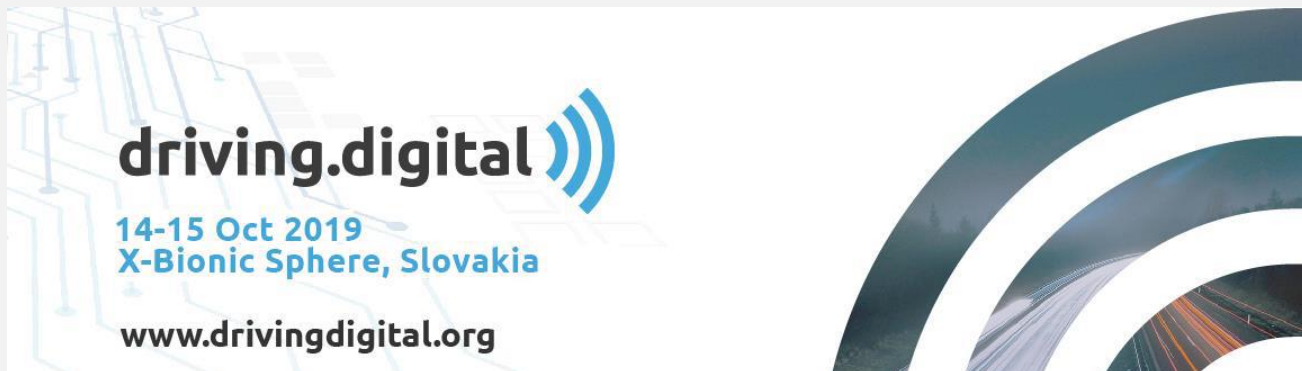 driving.digital
14-15 Oct 2019
X-Bionic Sphere, Slovakia
www.drivingdigital.org